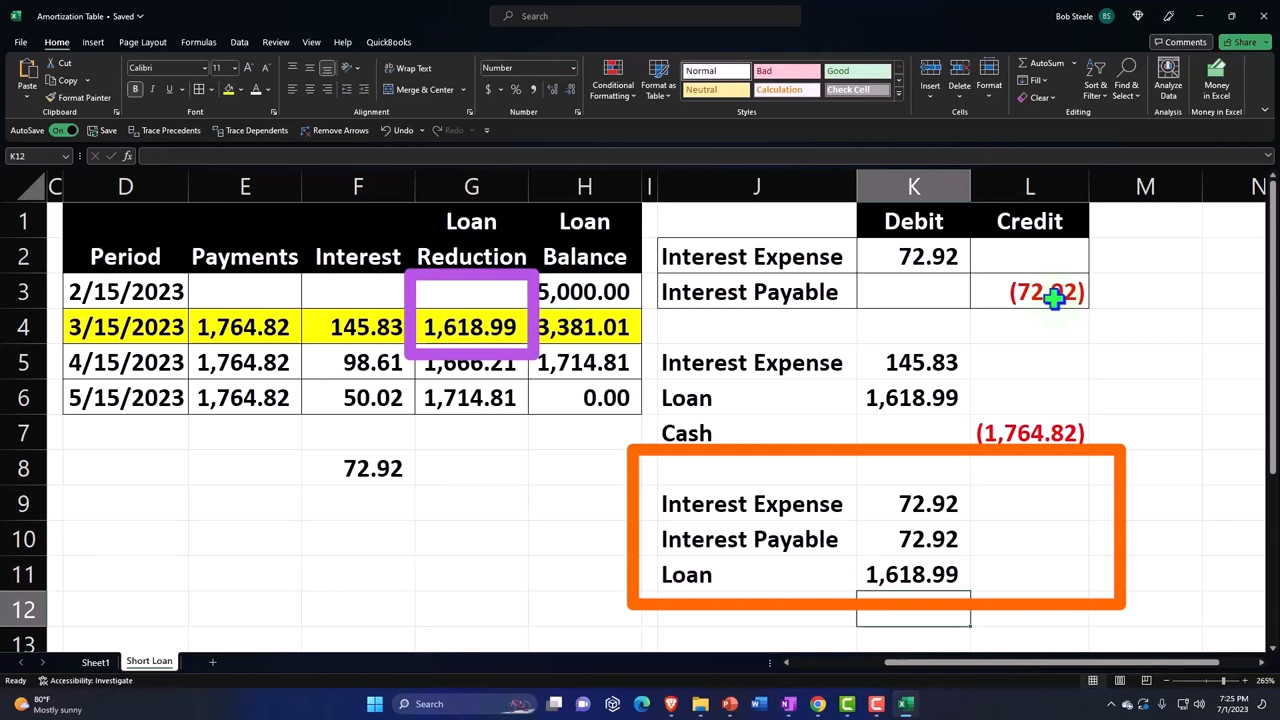 Amortization Table • Saved
Search
Bob Steele BS
File Home Insert Page Layout Formulas Data Review View Help QuickBooks Comments Share
Paste Cut Copy Format Painter
Calibri 11
Wrap Text
Merge & Center
Number
Conditional Formatting
Format as Table
Normal Bad Good
Neutral Calculation Check Cell
Insert Delete Format
AutoSum Fill Clear
Sort & Filter Find & Select
Analyze Data
Money in Excel
Clipboard Font Alignment Number Styles Cells Editing Analysis Money in Excel
AutoSave On Save Trace Precedents Trace Dependents Remove Arrows Undo Redo
K12 fx
C D E F G H I J K L M N
1 Loan Loan Debit Credit
2 Period Payments Interest Reduction Balance Interest Expense 72.92
3 2/15/2023 5,000.00 Interest Payable
4 3/15/2023 1,764.82 145.83 1,618.99 3,381.01
5 4/15/2023 1,764.82 98.61 1,666.21 1,714.81 Interest Expense 145.83
6 5/15/2023 1,764.82 50.02 1,714.81 0.00 Loan 1,618.99
7 Cash (1,764.82)
8 72.92
9 Interest Expense 72.92
10 Interest Payable 72.92
11 Loan 1,618.99
12
13
Sheet1 Short Loan
Ready Accessibility: Investigate 265%
80°F
Mostly sunny
Search
7:25 PM
7/1/2023